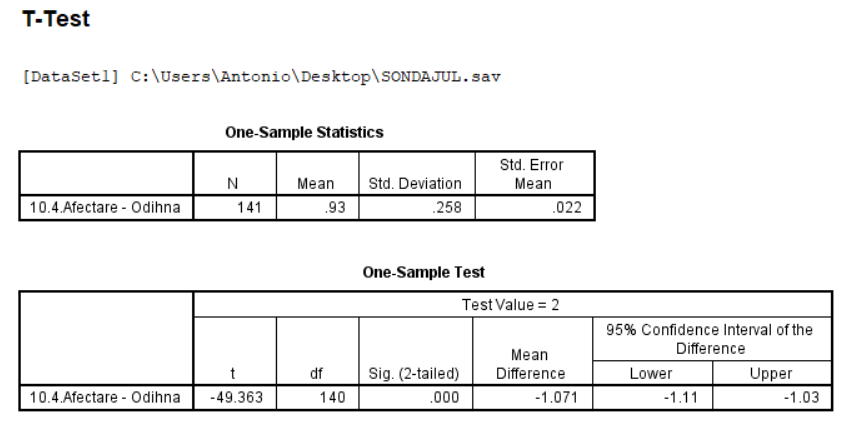 T-Test
[DataSet1] C:\Users\Antonio\Desktop\SONDAJUL.sav
One-Sample Statistics
N Mean Std. Deviation Std. Error Mean
10.4.Afectare - Odihna 141 .93 .258 .022
One-Sample Test
Test Value = 2
95% Confidence Interval of the Difference
t df Sig. (2-tailed) Mean Difference Lower Upper
10.4.Afectare - Odihna -49.363 140 .000 -1.071 -1.11 -1.03